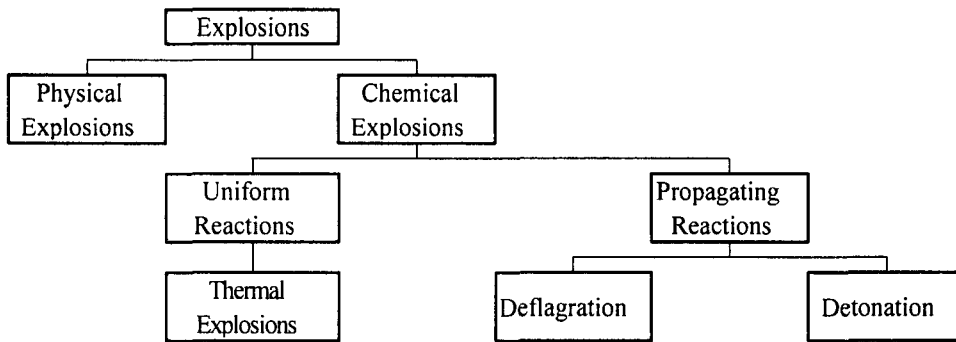 Explosions
Physical
Explosions
Chemical
Explosions
Uniform
Reactions
Propagating
Reactions
Thermal
Explosions
Deflagration
Detonation